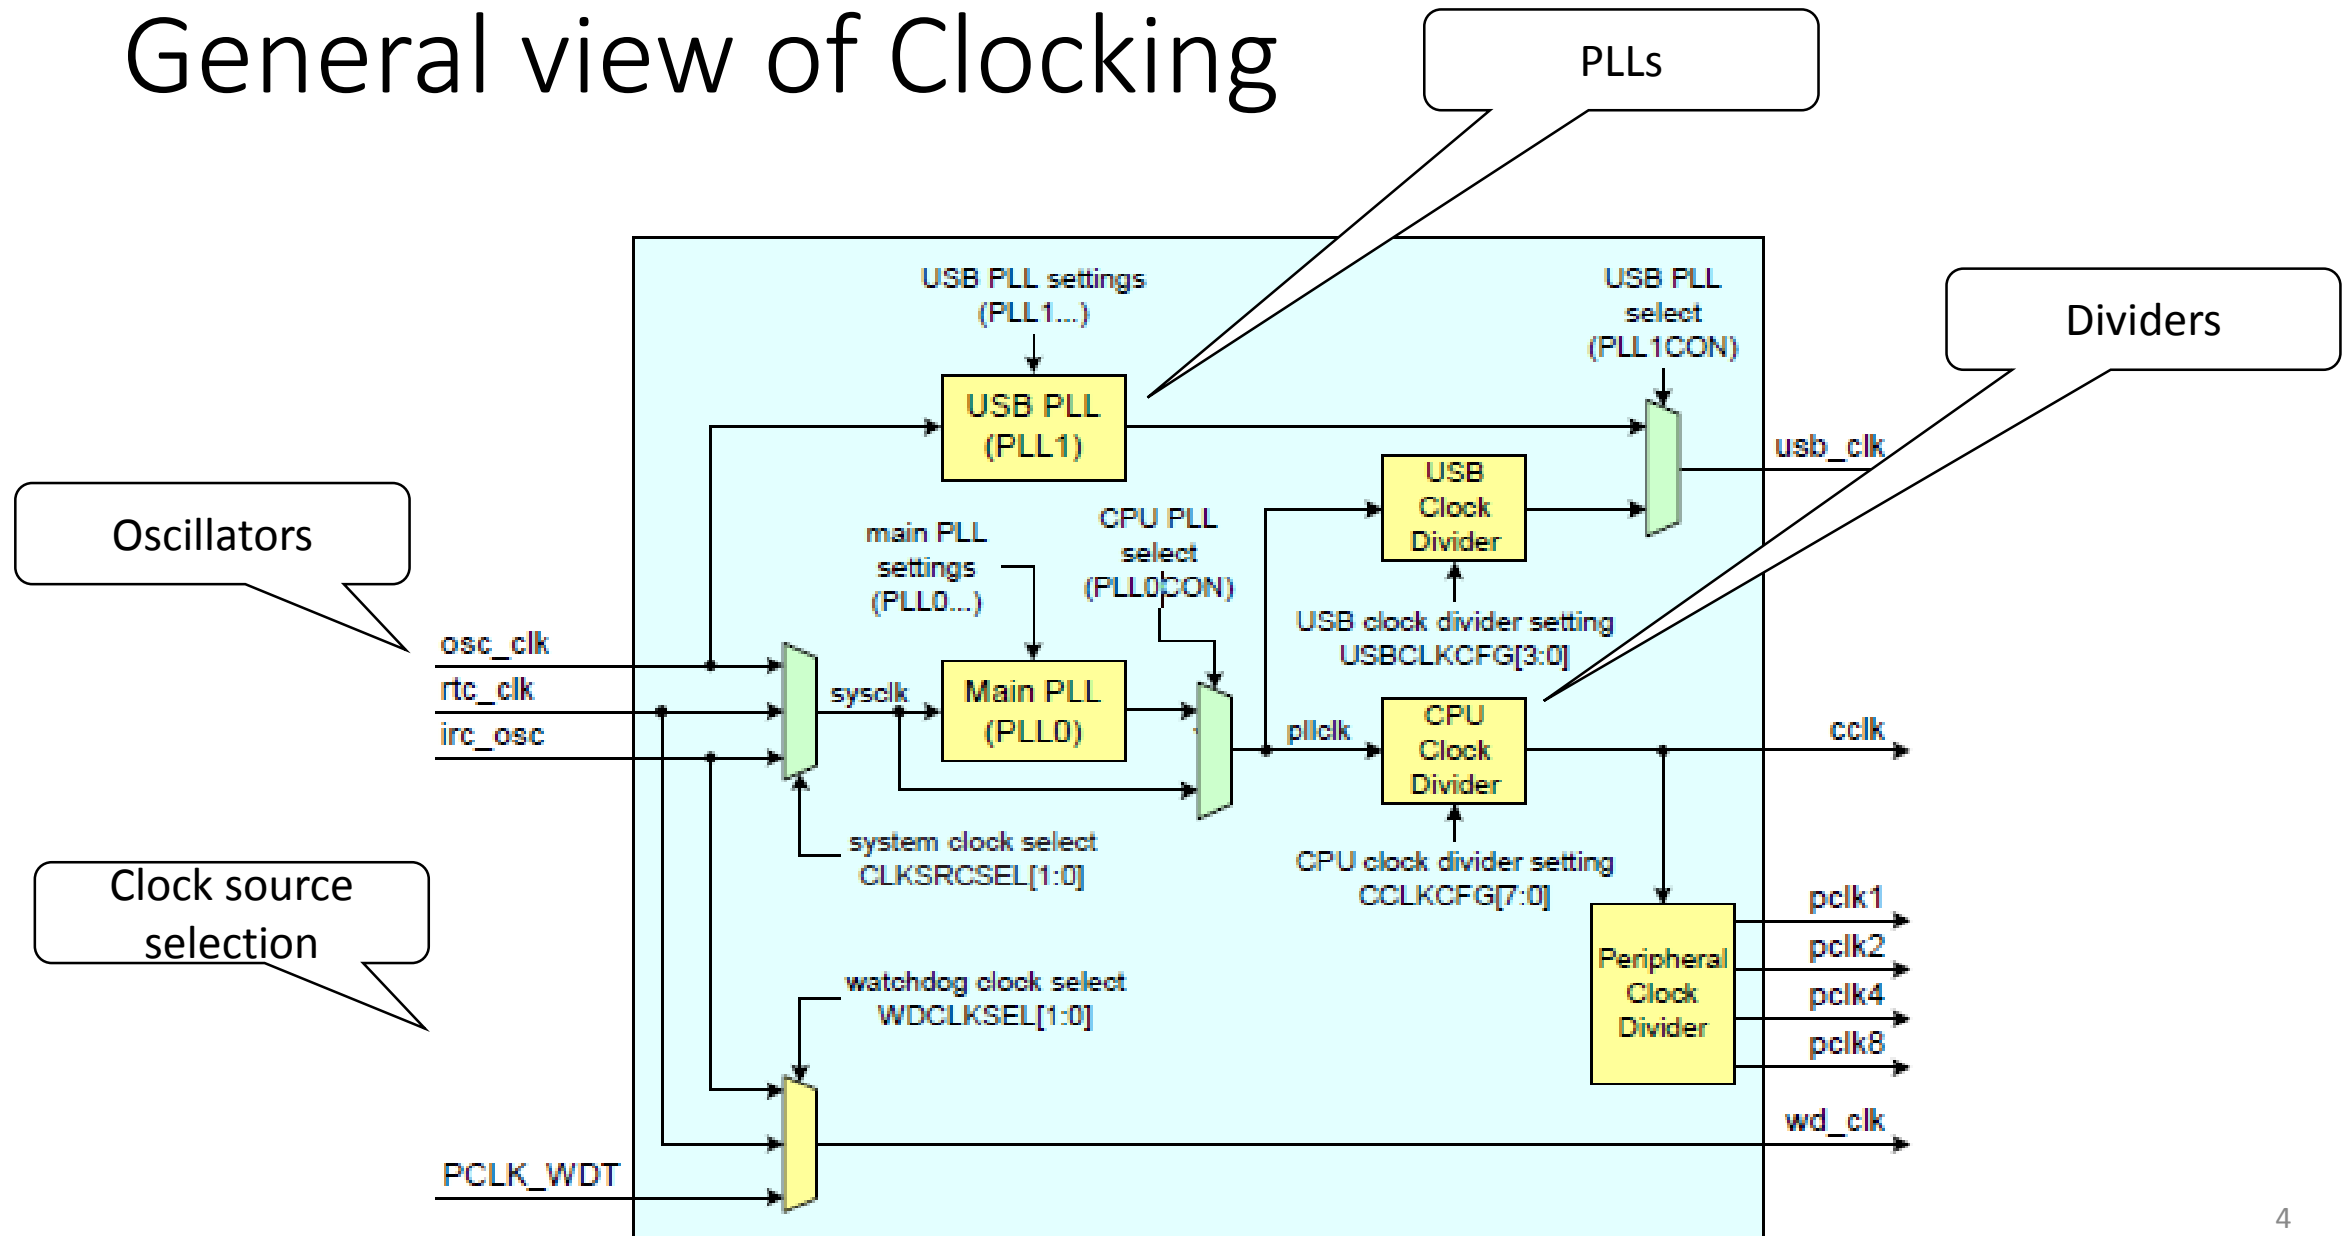 General view of Clocking
PLLs
USB PLL settings
(PLL1...)
USB PLL
select
(PLL1CON)
Dividers
USB PLL
(PLL1)
usb_clk
USB
Clock
Divider
Oscillators
main PLL
settings
(PLL0...)
CPU PLL
select
(PLL0CON)
USB clock divider setting
USBCLKCFG[3:0]
osc_clk
rtc_clk
irc_osc
sysclk
Main PLL
(PLL0)
pllclk
CPU
Clock
Divider
cclk
system clock select
CLKSRCSEL[1:0]
CPU clock divider setting
CCLKCFG[7:0]
Clock source
selection
watchdog clock select
WDCLKSEL[1:0]
Peripheral
Clock
Divider
pclk1
pclk2
pclk4
pclk8
wd_clk
PCLK_WDT
4